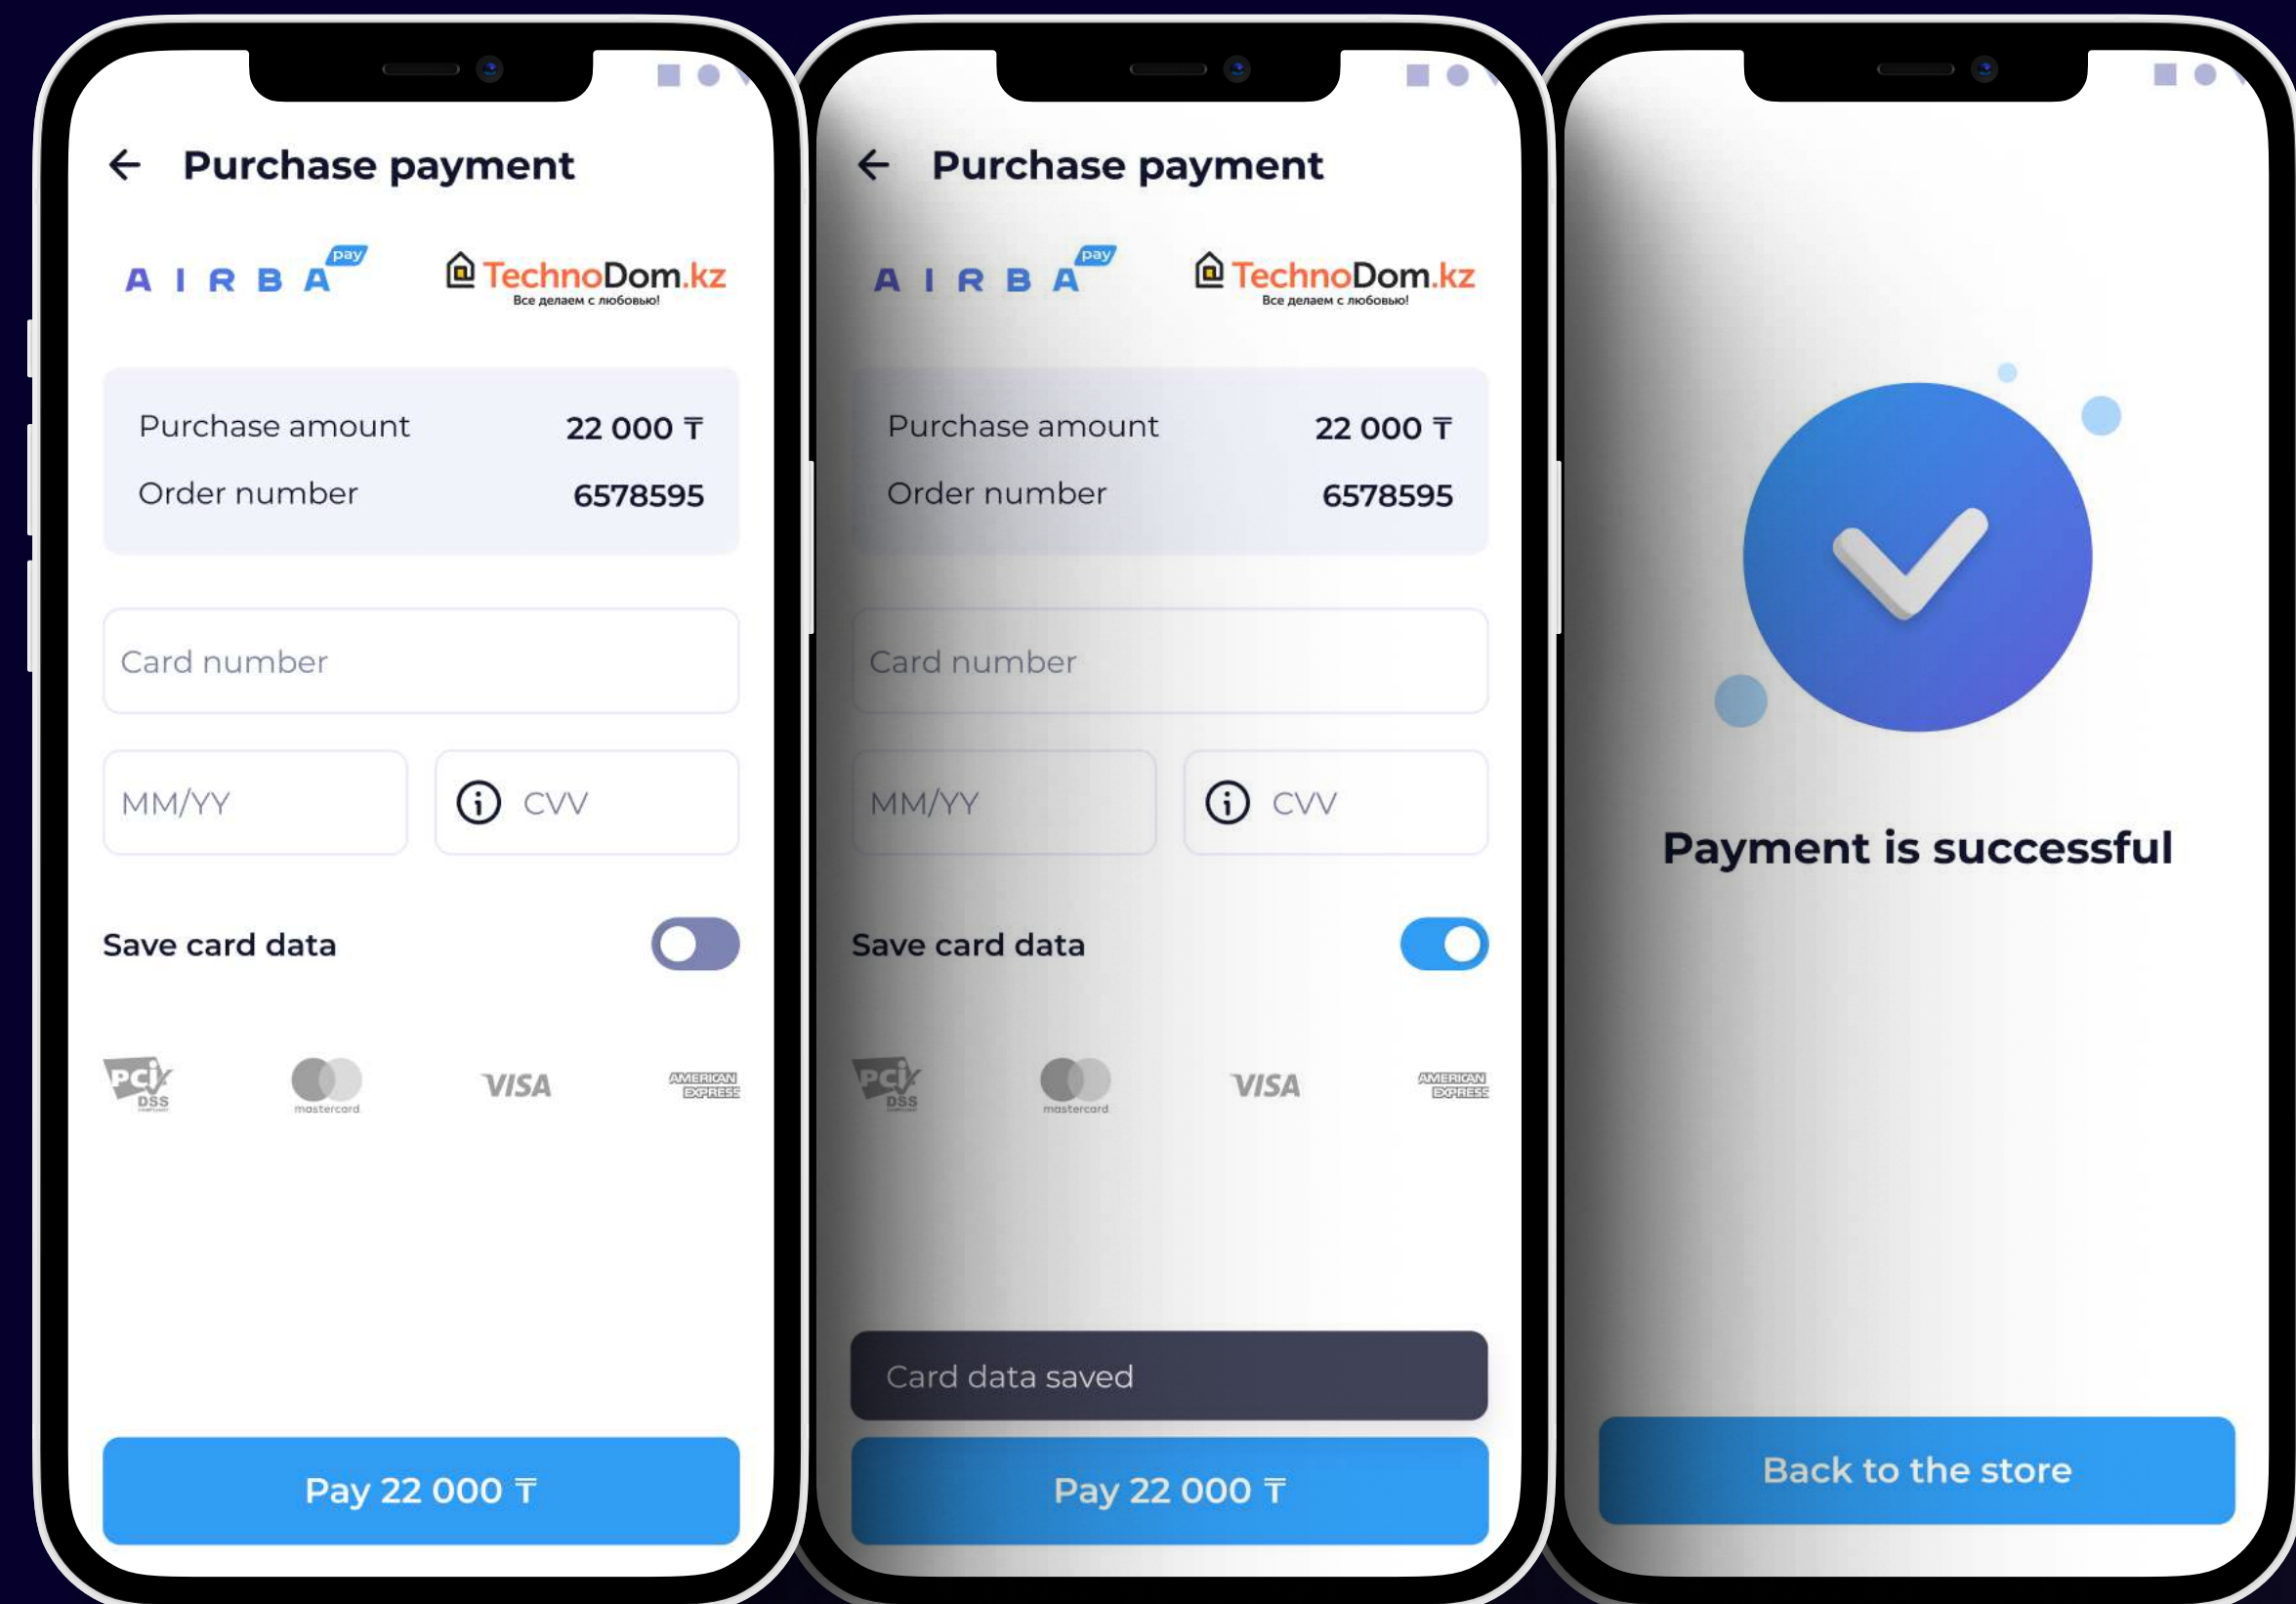 Purchase payment
AIRBA pay
TechnoDom.kz
Все делаем с любовью!
Purchase amount 22 000 ₸
Order number 6578595
Card number
MM/YY
CVV
Save card data
PCI
DSS
mastercard
VISA
AMERICAN
EXPRESS
Pay 22 000 ₸
Purchase payment
AIRBA pay
TechnoDom.kz
Все делаем с любовью!
Purchase amount 22 000 ₸
Order number 6578595
Card number
MM/YY
CVV
Save card data
PCI
DSS
mastercard
VISA
AMERICAN
EXPRESS
Card data saved
Pay 22 000 ₸
Payment is successful
Back to the store